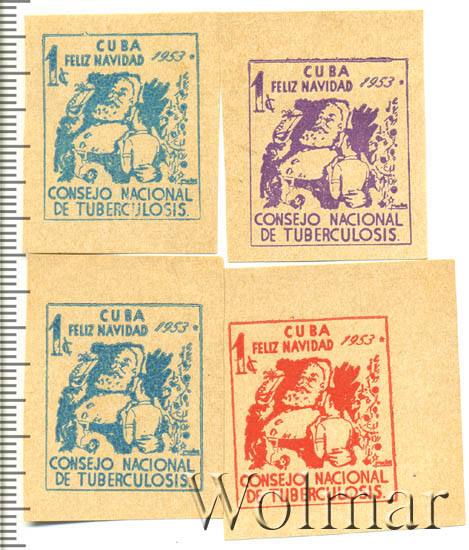 CUBA
1¢ FELIZ NAVIDAD 1953
CONSEJO NACIONAL
DE TUBERCULOSIS.
CUBA
1¢ FELIZ NAVIDAD 1953
CONSEJO NACIONAL
DE TUBERCULOSIS.
CUBA
1¢ FELIZ NAVIDAD 1953
CONSEJO NACIONAL
DE TUBERCULOSIS.
CUBA
1¢ FELIZ NAVIDAD 1953
CONSEJO NACIONAL
DE TUBERCULOSIS.
Wolmar